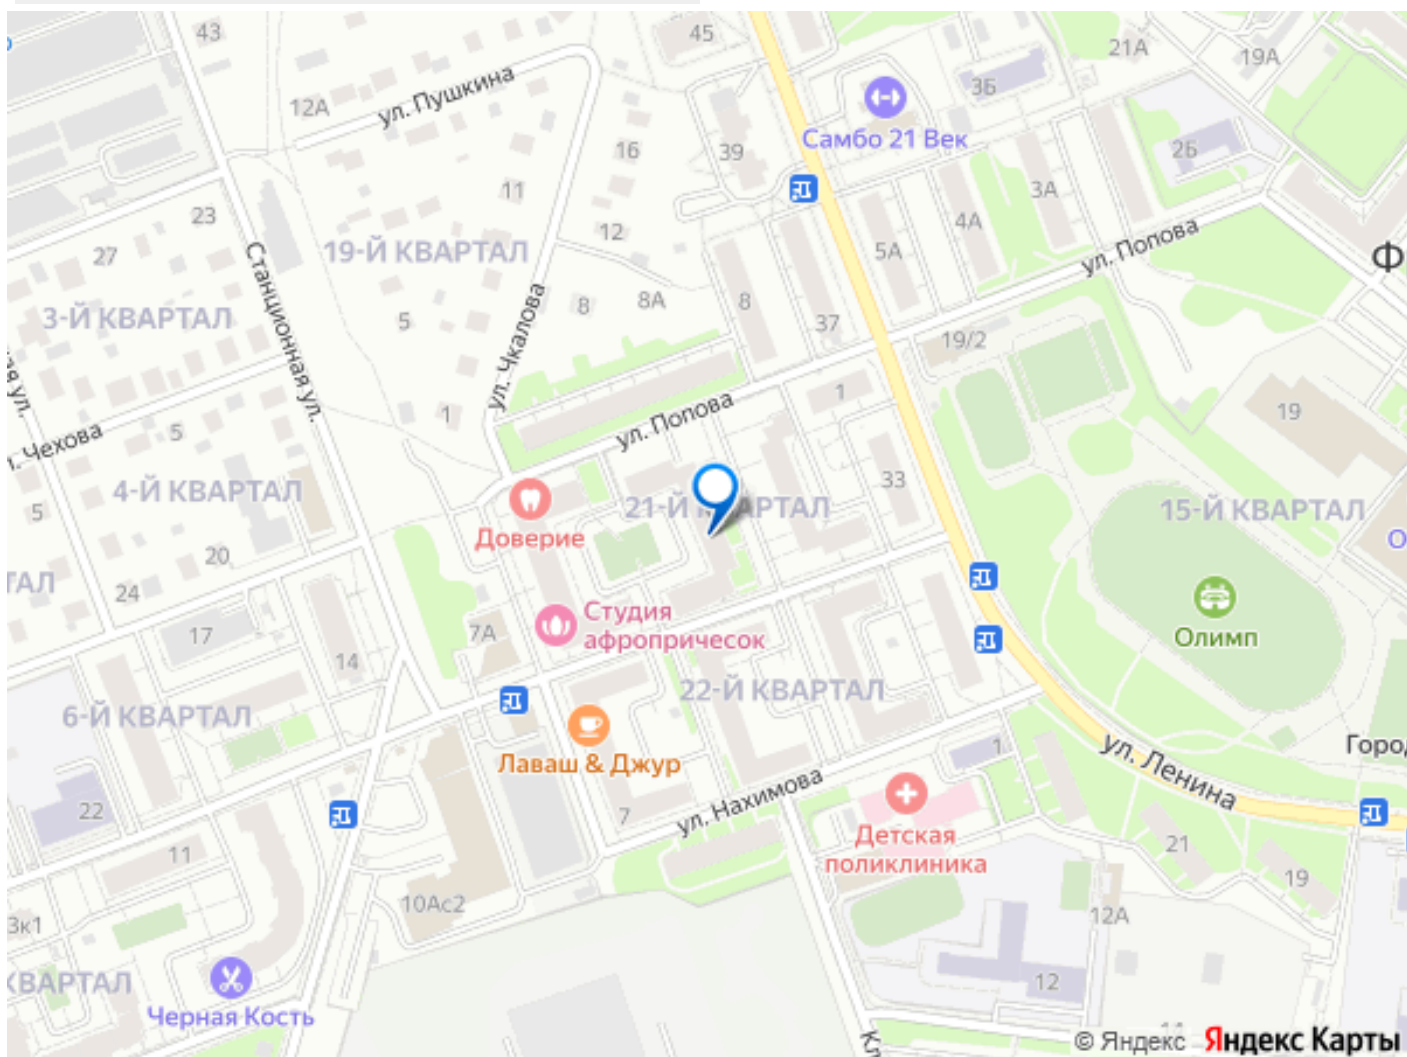 43
45
21А
19А
12А
ул. Пушкина
3Б
Самбо 21 Век
16
39
2Б
11
3А
23
12
4А
19-Й КВАРТАЛ
5А
ул. Попова
27
Станционная ул.
8
8А
8
3-Й КВАРТАЛ
5
37
19/2
ул. Чкалова
ул.
1
ул. Попова
1
19
Чехова
5
4-Й КВАРТАЛ
33
5
21-Й КВАРТАЛ
15-Й КВАРТАЛ
Доверие
20
24
Студия
афропричесок
7А
17
Олимп
14
22-Й КВАРТАЛ
6-Й КВАРТАЛ
1
ул. Ленина
Лаваш & Джур
22
ул. Нахимова
7
Детская
поликлиника
21
11
19
10Ас2
12А
3к1
КВАРТАЛ
12
Черная Кость
© Яндекс Яндекс Карты